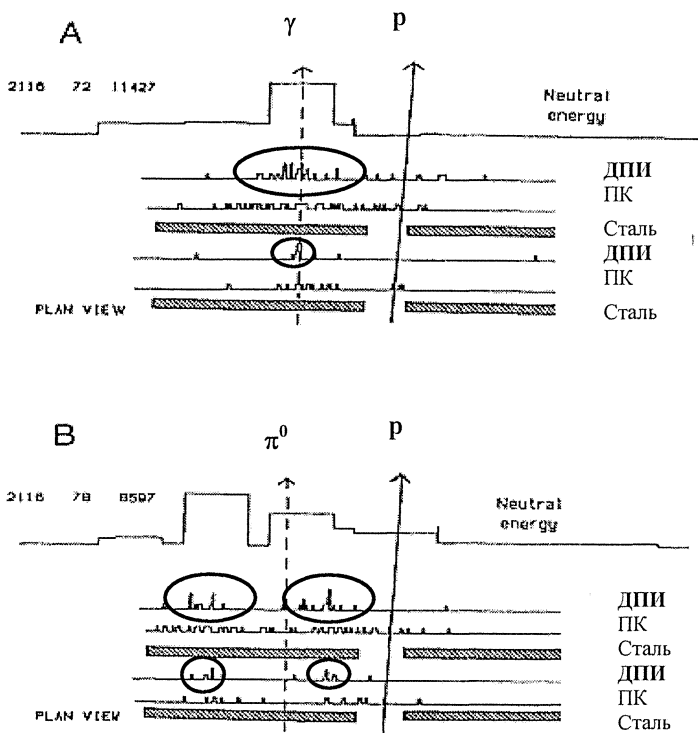 A
γ p
2116 72 11427
Neutral energy
ДПИ
ПК
Сталь
ДПИ
ПК
PLAN VIEW
Сталь
B
π⁰ p
2116 78 8597
Neutral energy
ДПИ
ПК
Сталь
ДПИ
ПК
PLAN VIEW
Сталь